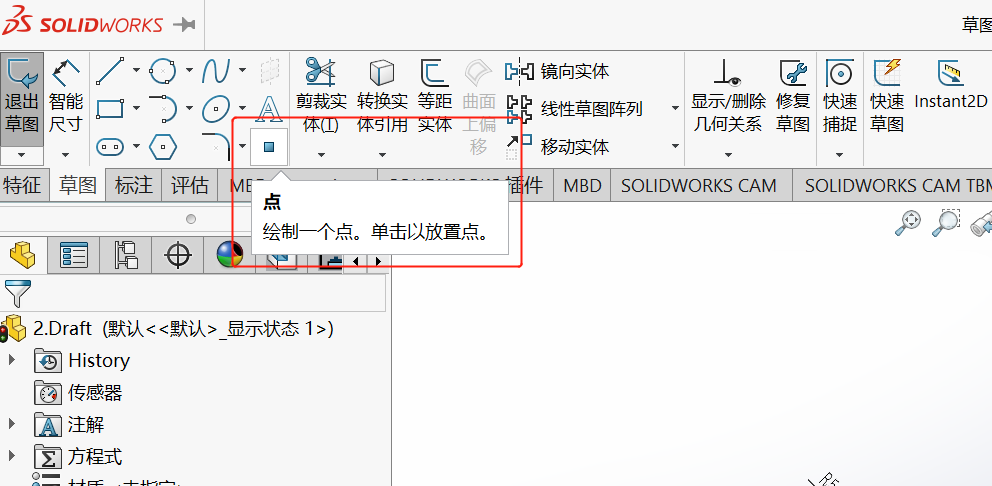 SOLIDWORKS
草图
退出
草图
智能
尺寸
剪裁实
体(T)
转换实
体引用
等距
实体
曲面
上偏
移
镜向实体
线性草图阵列
移动实体
显示/删除
几何关系
修复
草图
快速
捕捉
快速
草图
Instant2D
特征
草图
标注
评估
插件
MBD
SOLIDWORKS CAM
SOLIDWORKS CAM TBM
点
绘制一个点。单击以放置点。
2.Draft (默认<<默认>_显示状态 1>)
History
传感器
注解
方程式
材质 <未指定>